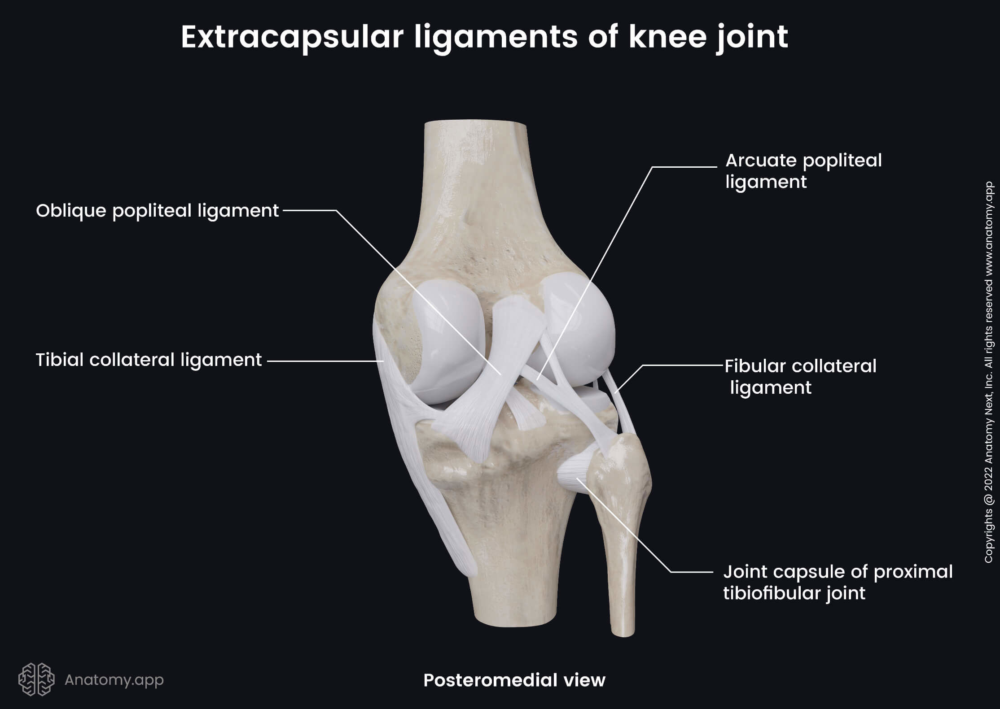 Extracapsular ligaments of knee joint
Arcuate popliteal
ligament
Oblique popliteal ligament
Tibial collateral ligament
Fibular collateral
ligament
Joint capsule of proximal
tibiofibular joint
Posteromedial view
Anatomy.app
Copyrights @ 2022 Anatomy Next, Inc. All rights reserved www.anatomy.app